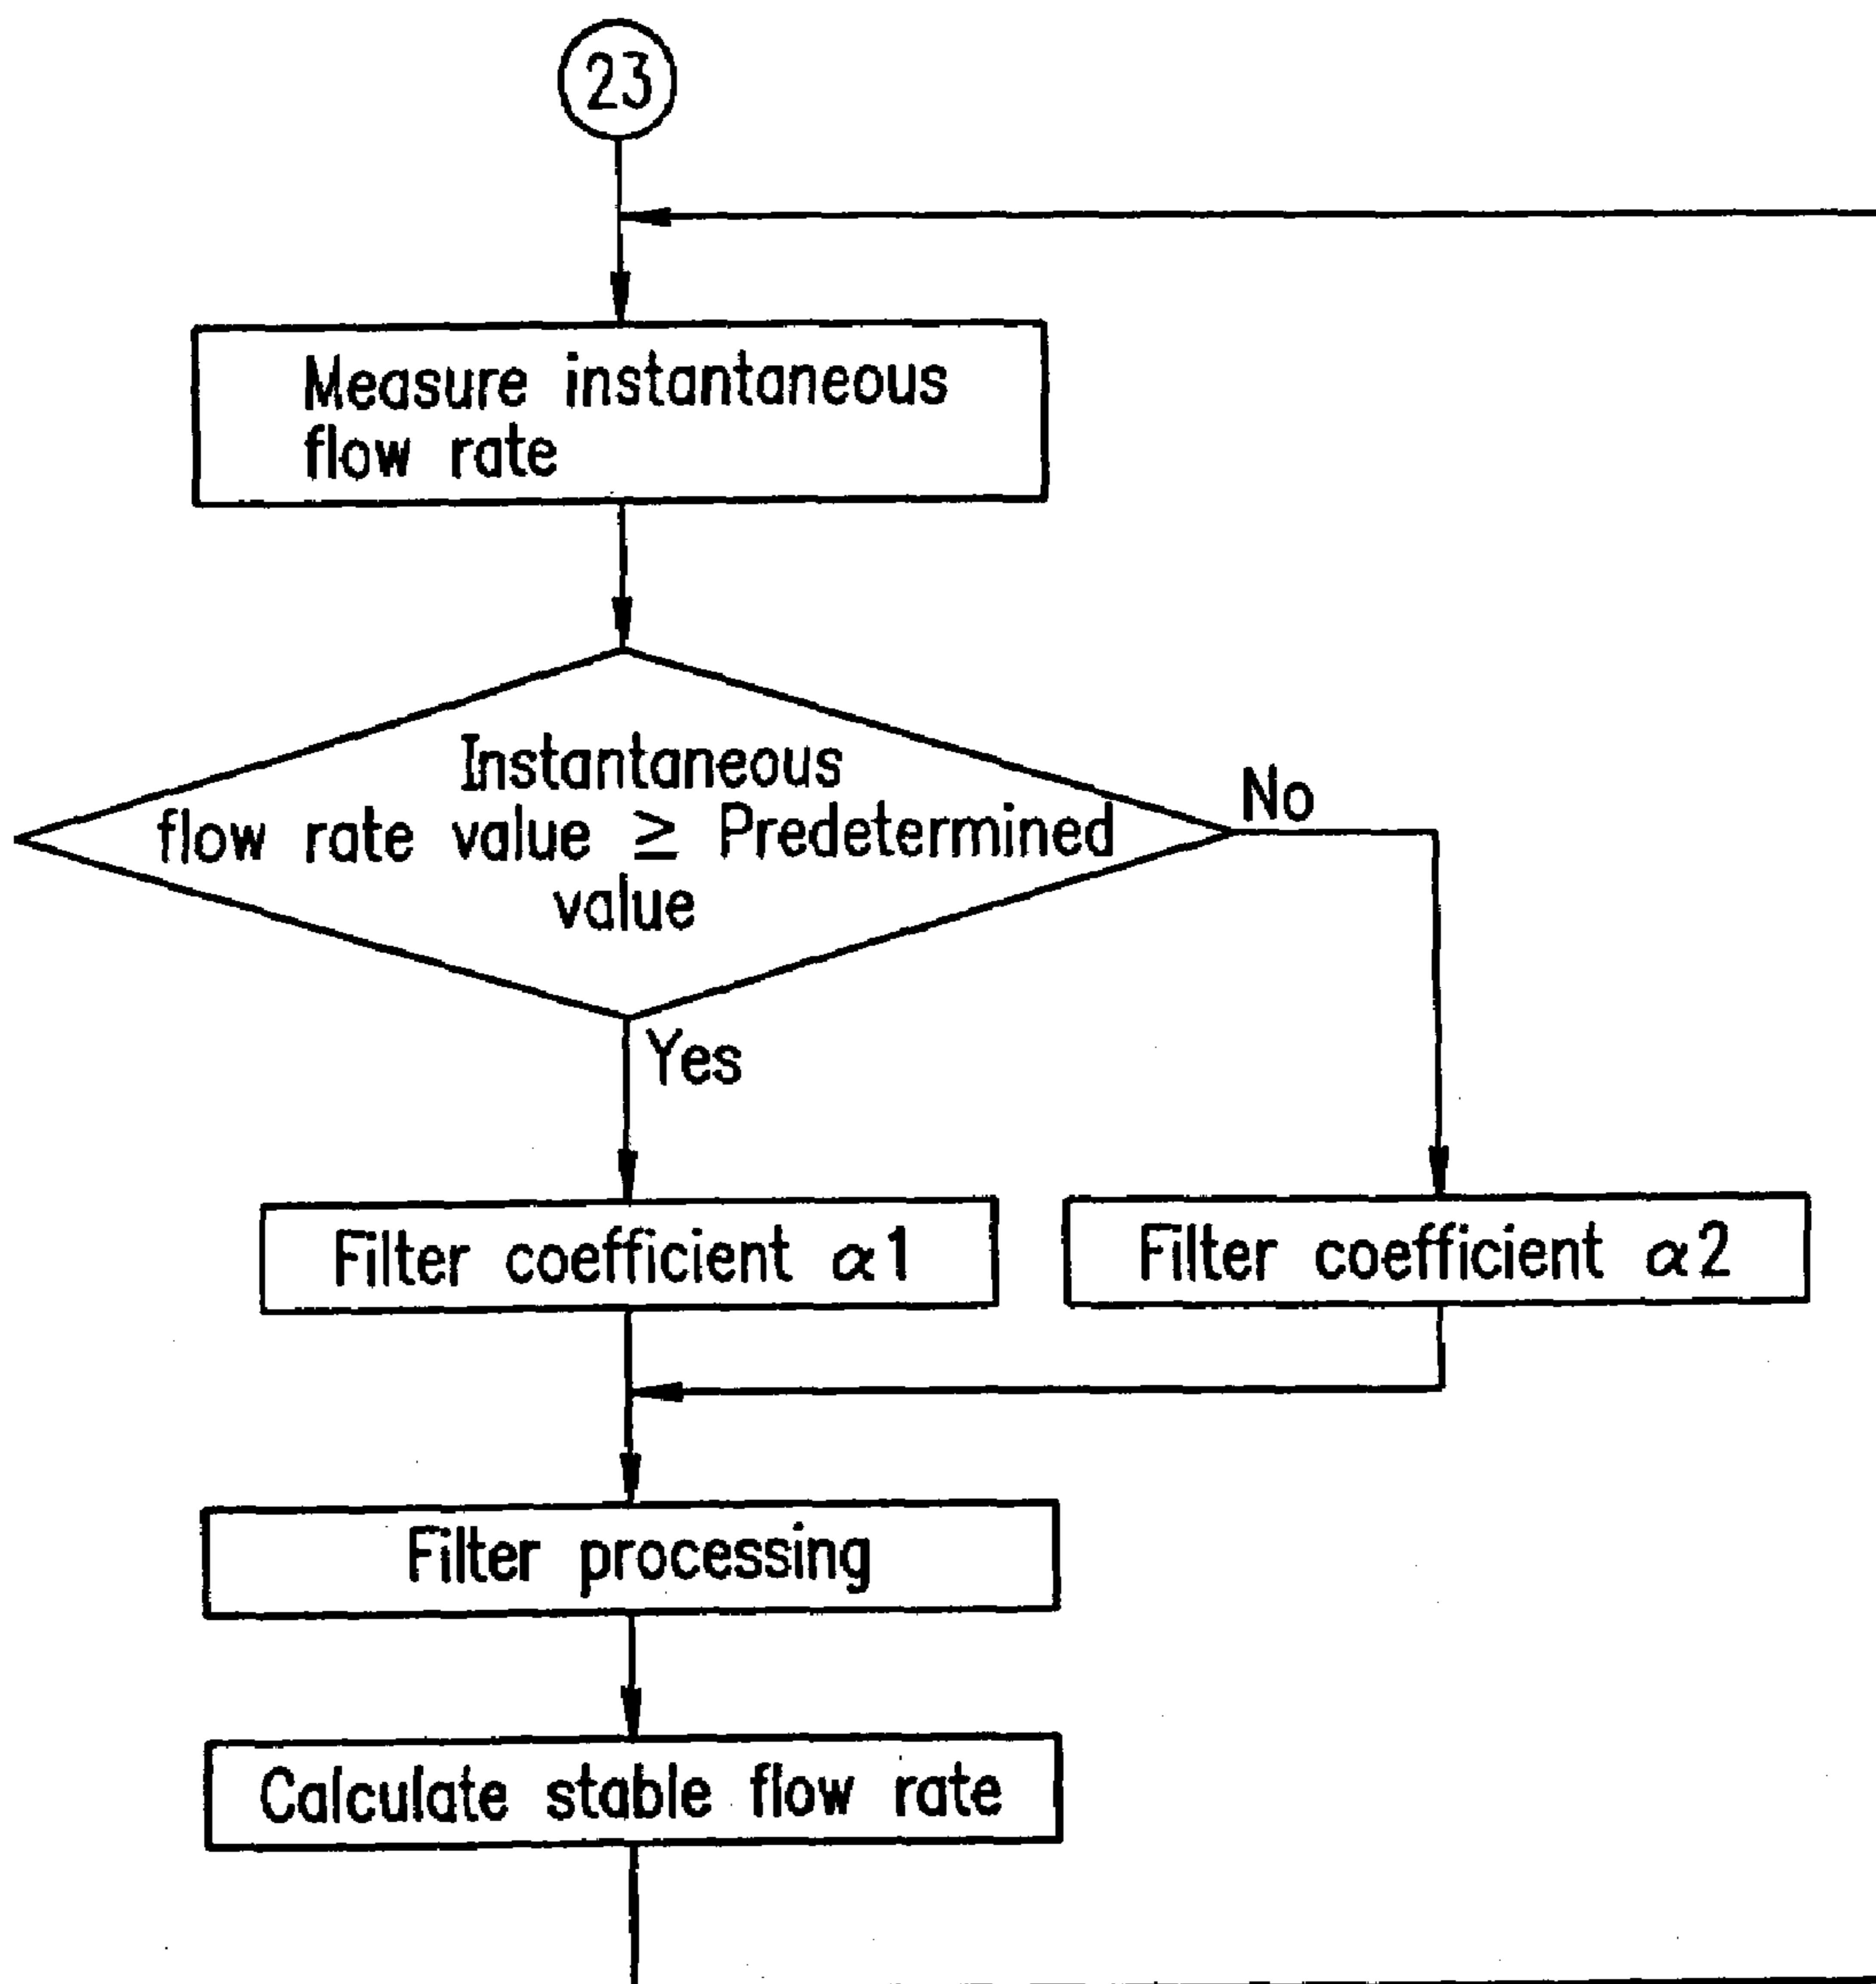 23
Measure instantaneous
flow rate
Instantaneous
flow rate value ≥ Predetermined
value
No
Yes
Filter coefficient α1
Filter coefficient α2
Filter processing
Calculate stable flow rate